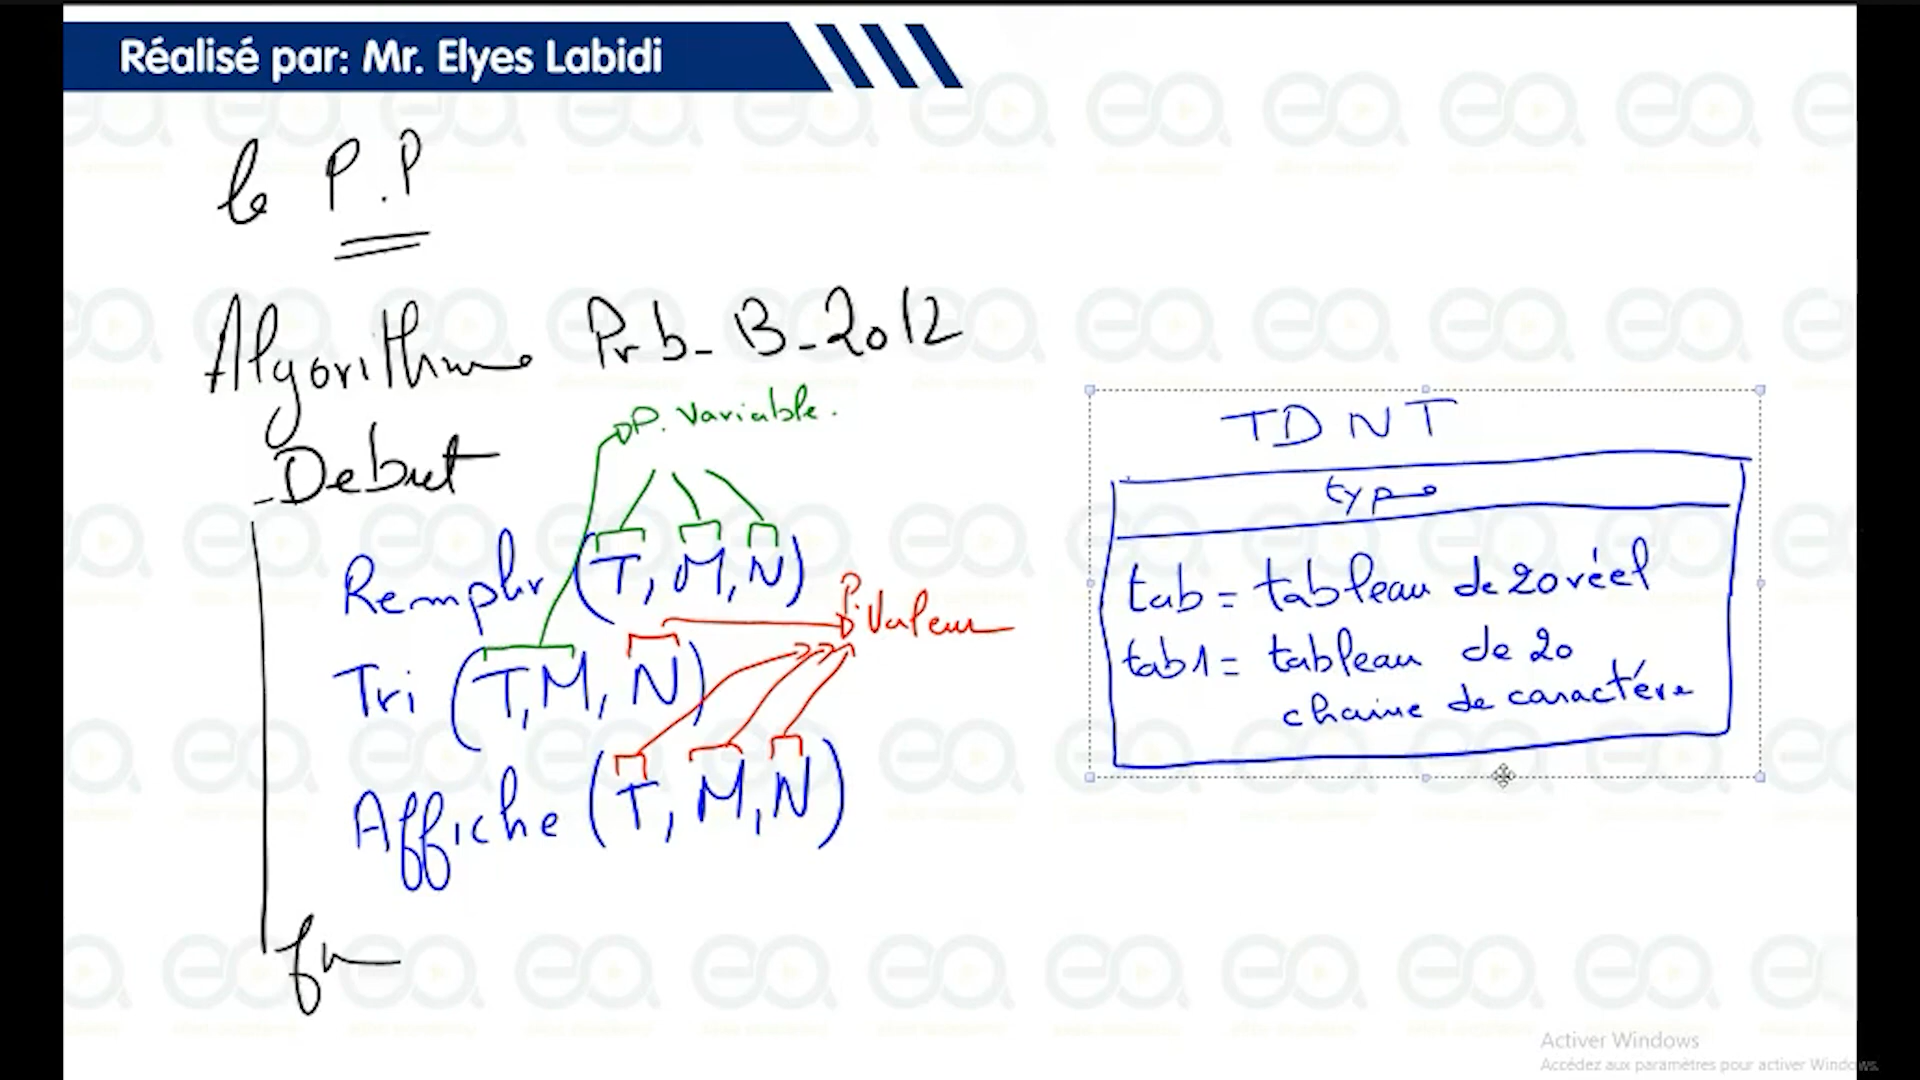 Réalisé par: Mr. Elyes Labidi
le P.P
Algorithme Prb_B_2012
P. Variable.
Debut
Remplir (T, M, N)
P. Valeur
Tri (T, M, N)
Affiche (T, M, N)
fin
TDNT
type
tab = tableau de 20 réel
tab1 = tableau de 20
chaine de caractére
Activer Windows
Accédez aux paramètres pour activer Windows.